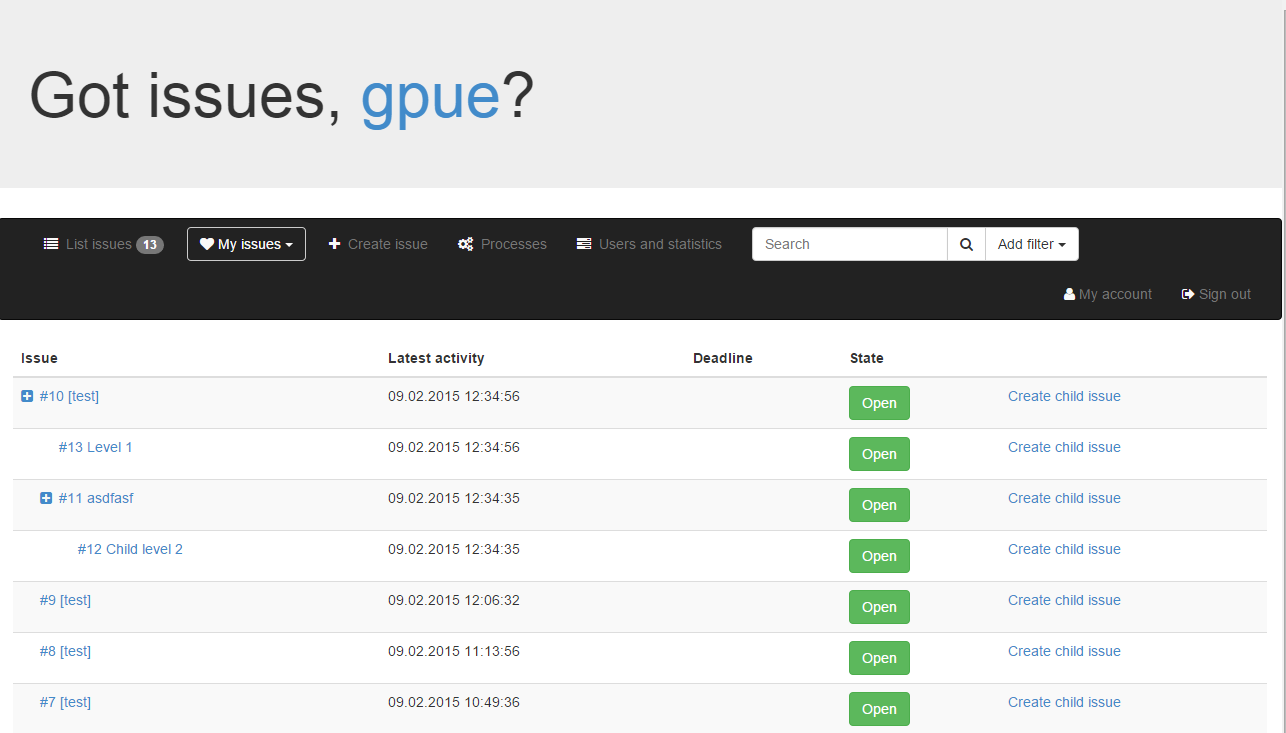 Got issues, gpue?
List issues 13 My issues Create issue Processes Users and statistics Search Add filter
My account Sign out
Issue Latest activity Deadline State
#10 [test] 09.02.2015 12:34:56 Open Create child issue
#13 Level 1 09.02.2015 12:34:56 Open Create child issue
#11 asdfasf 09.02.2015 12:34:35 Open Create child issue
#12 Child level 2 09.02.2015 12:34:35 Open Create child issue
#9 [test] 09.02.2015 12:06:32 Open Create child issue
#8 [test] 09.02.2015 11:13:56 Open Create child issue
#7 [test] 09.02.2015 10:49:36 Open Create child issue